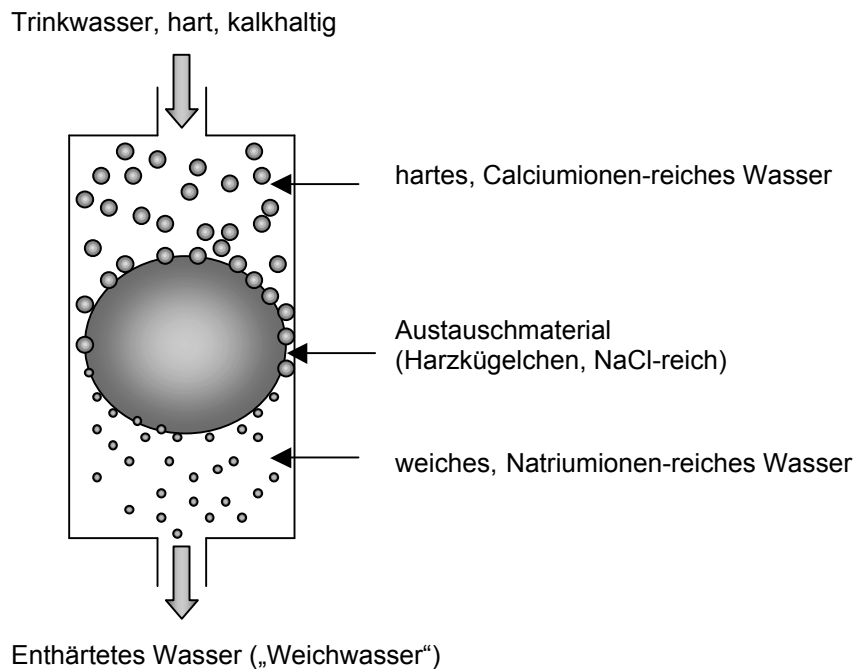 Trinkwasser, hart, kalkhaltig
hartes, Calciumionen-reiches Wasser
Austauschmaterial
(Harzkügelchen, NaCl-reich)
weiches, Natriumionen-reiches Wasser
Enthärtetes Wasser („Weichwasser“)